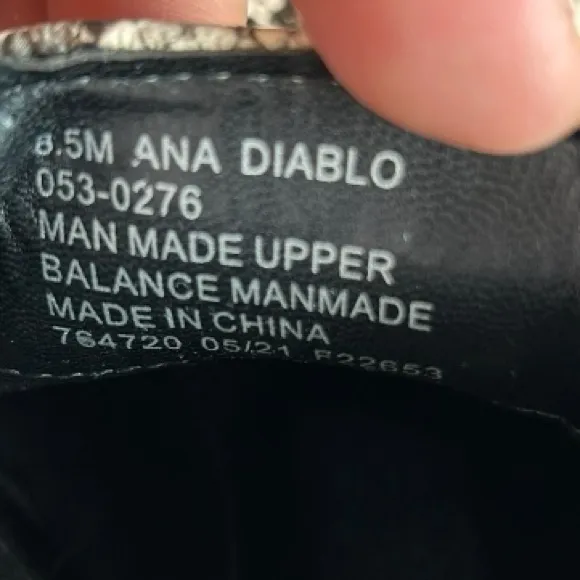 8.5M ANA DIABLO
053-0276
MAN MADE UPPER
BALANCE MANMADE
MADE IN CHINA
764720 05/21 F22653